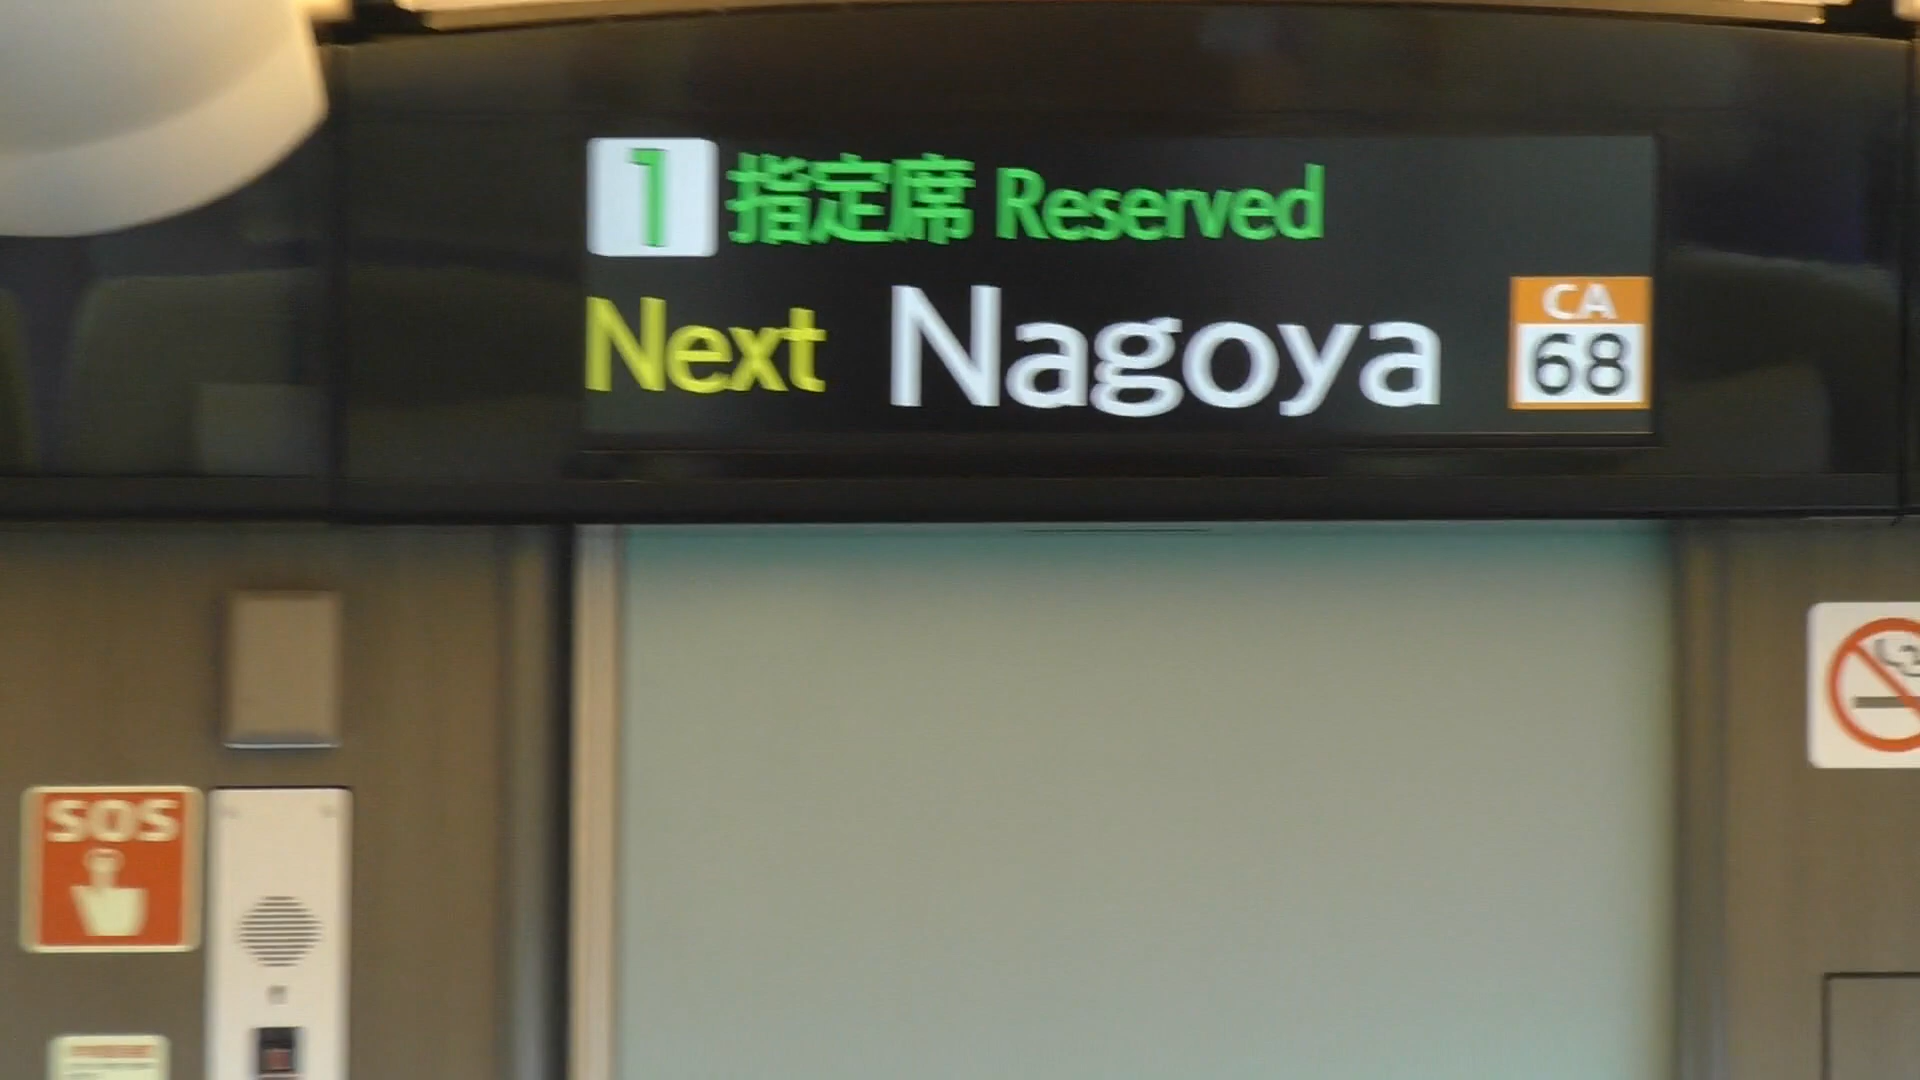 1 指定席 Reserved
Next Nagoya CA 68
SOS